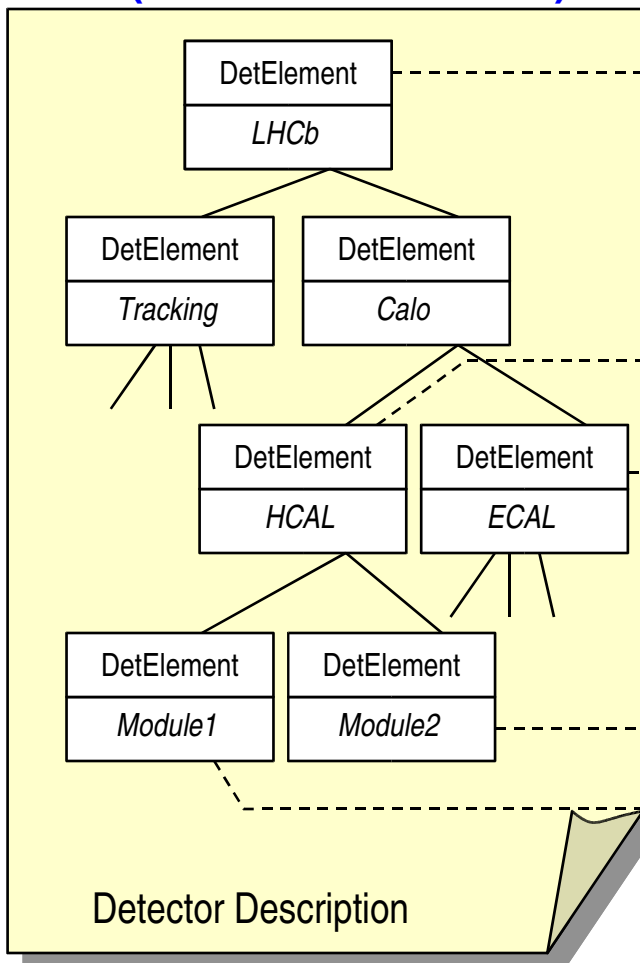 DetElement
LHCb
DetElement
Tracking
DetElement
Calo
DetElement
HCAL
DetElement
ECAL
DetElement
Module1
DetElement
Module2
Detector Description